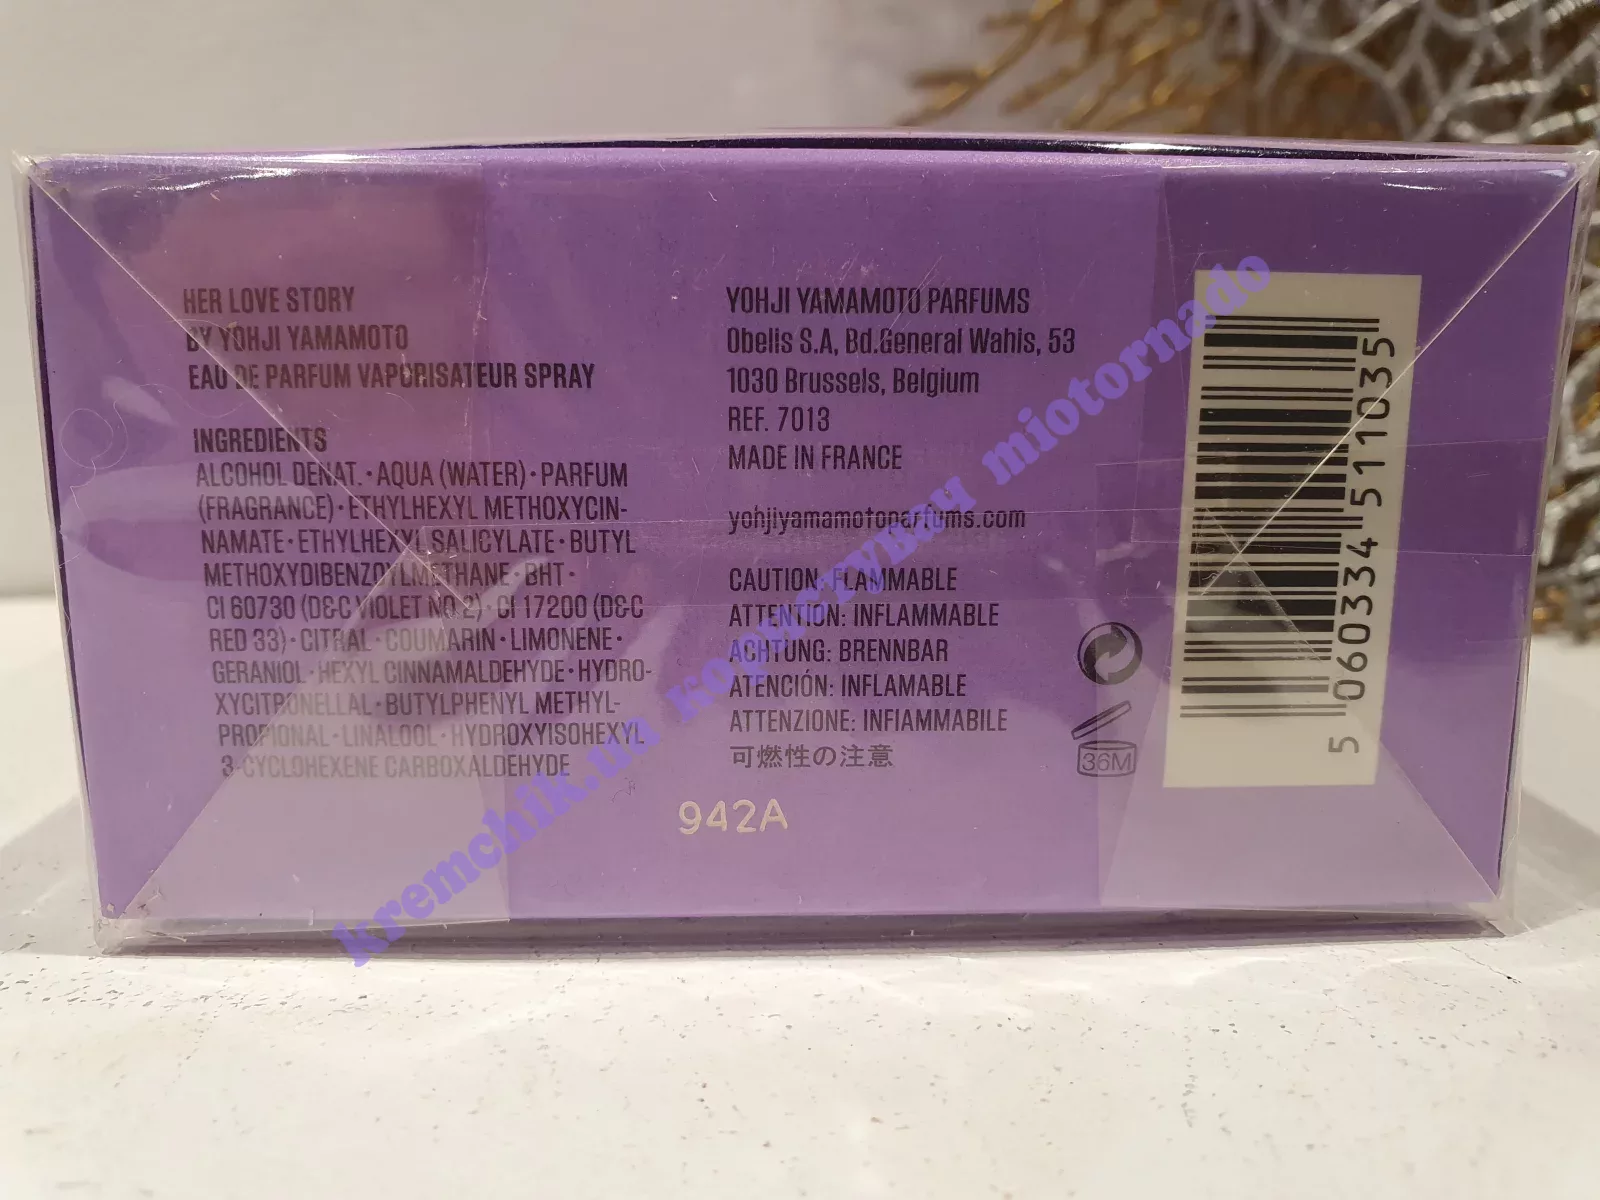 HER LOVE STORY
BY YOHJI YAMAMOTO
EAU DE PARFUM VAPORISATEUR SPRAY
INGREDIENTS
ALCOHOL DENAT. · AQUA (WATER) · PARFUM
(FRAGRANCE) · ETHYLHEXYL METHOXYCIN-
NAMATE · ETHYLHEXYL SALICYLATE · BUTYL
METHOXYDIBENZOYLMETHANE · BHT ·
CI 60730 (D&C VIOLET NO.2) · CI 17200 (D&C
RED 33) · CITRAL · COUMARIN · LIMONENE ·
GERANIOL · HEXYL CINNAMALDEHYDE · HYDRO-
XYCITRONELLAL · BUTYLPHENYL METHYL-
PROPIONAL · LINALOOL · HYDROXYISOHEXYL
3-CYCLOHEXENE CARBOXALDEHYDE
YOHJI YAMAMOTO PARFUMS
Obelis S.A, Bd.General Wahis, 53
1030 Brussels, Belgium
REF. 7013
MADE IN FRANCE
yohjiyamamotoparfums.com
CAUTION: FLAMMABLE
ATTENTION: INFLAMMABLE
ACHTUNG: BRENNBAR
ATENCIÓN: INFLAMABLE
ATTENZIONE: INFIAMMABILE
可燃性の注意
942A
36M
5 060334 511035
kremchik.ua користувач miotornado